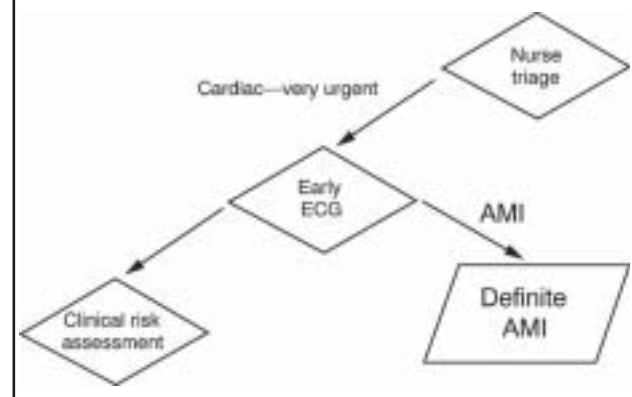 Nurse
triage
Cardiac—very urgent
Early
ECG
AMI
Definite
AMI
Clinical risk
assessment